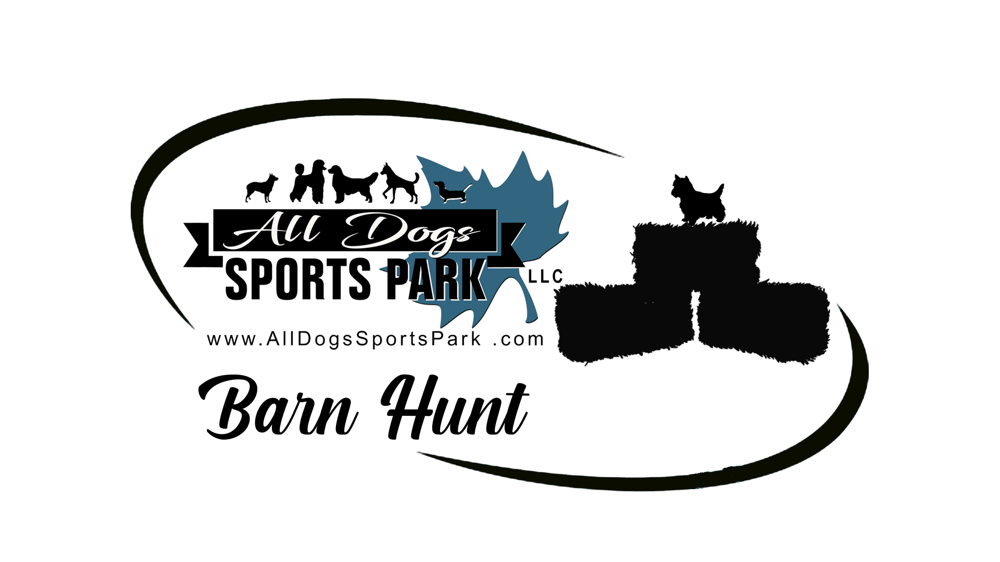 All Dogs
SPORTS PARK
LLC
www.AllDogsSportsPark .com
Barn Hunt